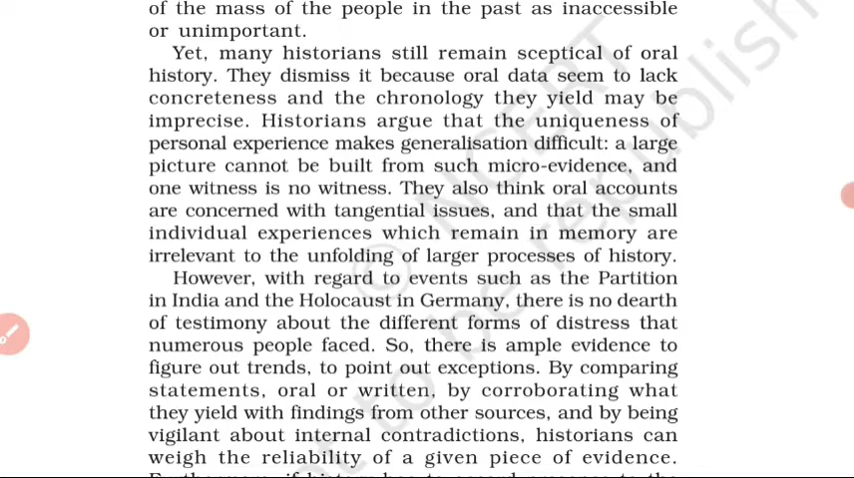 of the mass of the people in the past as inaccessible
or unimportant.
Yet, many historians still remain sceptical of oral
history. They dismiss it because oral data seem to lack
concreteness and the chronology they yield may be
imprecise. Historians argue that the uniqueness of
personal experience makes generalisation difficult: a large
picture cannot be built from such micro-evidence, and
one witness is no witness. They also think oral accounts
are concerned with tangential issues, and that the small
individual experiences which remain in memory are
irrelevant to the unfolding of larger processes of history.
However, with regard to events such as the Partition
in India and the Holocaust in Germany, there is no dearth
of testimony about the different forms of distress that
numerous people faced. So, there is ample evidence to
figure out trends, to point out exceptions. By comparing
statements, oral or written, by corroborating what
they yield with findings from other sources, and by being
vigilant about internal contradictions, historians can
weigh the reliability of a given piece of evidence.
© NCERT
not to be republish